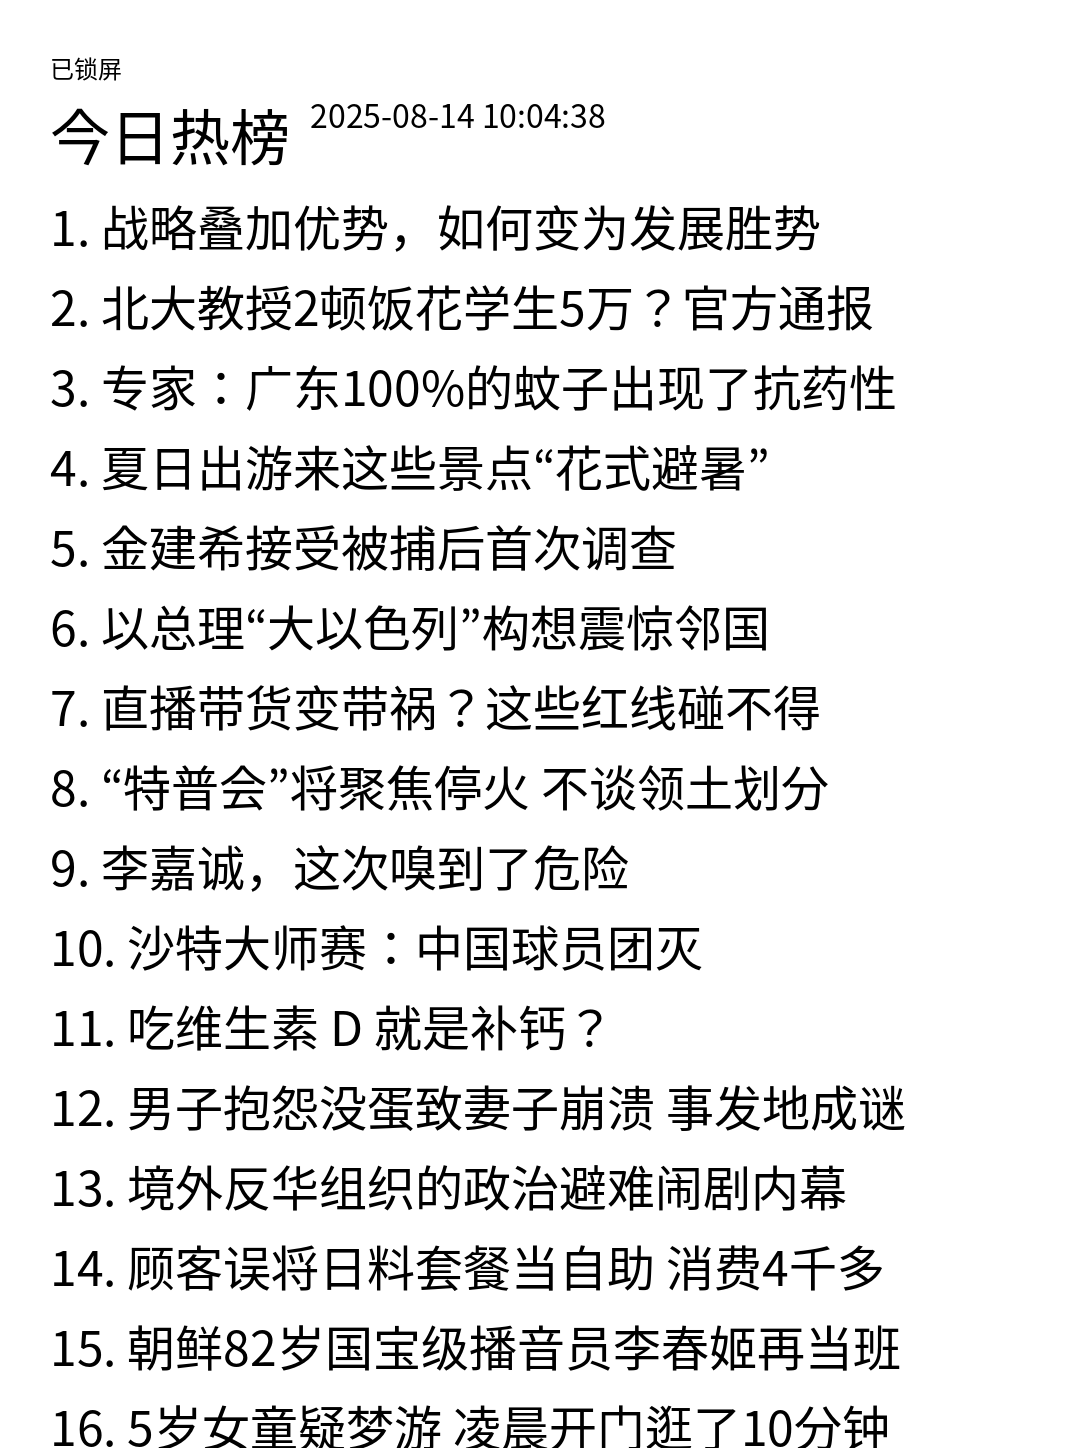 已锁屏
今日热榜 2025-08-14 10:04:38
1. 战略叠加优势，如何变为发展胜势
2. 北大教授2顿饭花学生5万？官方通报
3. 专家：广东100%的蚊子出现了抗药性
4. 夏日出游来这些景点“花式避暑”
5. 金建希接受被捕后首次调查
6. 以总理“大以色列”构想震惊邻国
7. 直播带货变带祸？这些红线碰不得
8. “特普会”将聚焦停火 不谈领土划分
9. 李嘉诚，这次嗅到了危险
10. 沙特大师赛：中国球员团灭
11. 吃维生素 D 就是补钙？
12. 男子抱怨没蛋致妻子崩溃 事发地成谜
13. 境外反华组织的政治避难闹剧内幕
14. 顾客误将日料套餐当自助 消费4千多
15. 朝鲜82岁国宝级播音员李春姬再当班
16. 5岁女童疑梦游 凌晨开门逛了10分钟